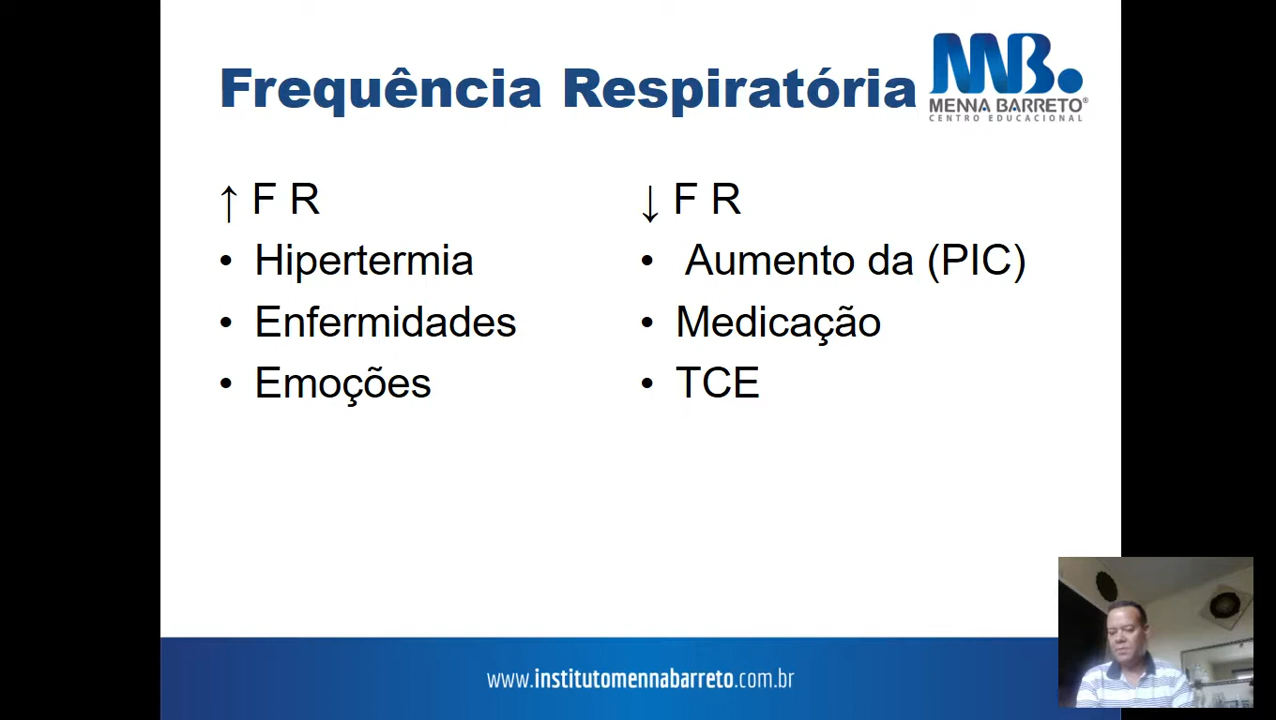 Frequência Respiratória
MNB.
MENNA BARRETO®
CENTRO EDUCACIONAL
↑ F R
• Hipertermia
• Enfermidades
• Emoções
↓ F R
• Aumento da (PIC)
• Medicação
• TCE
www.institutomennabarreto.com.br